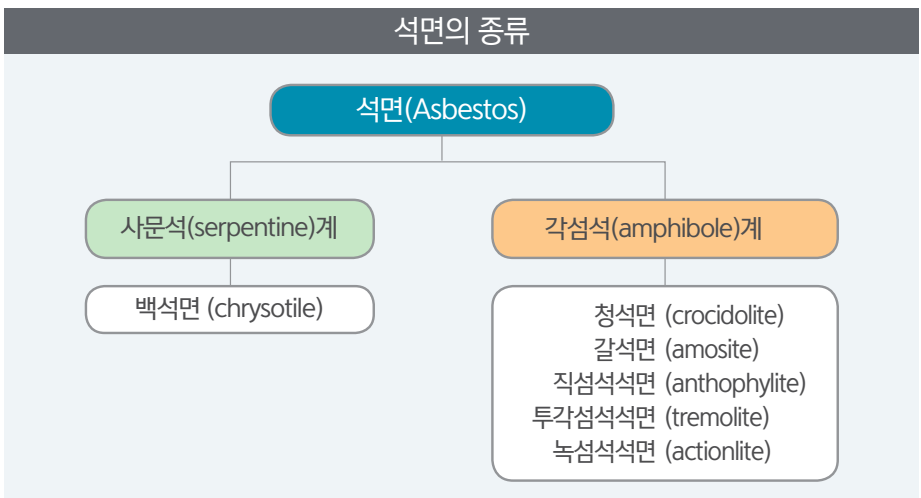 석면의 종류
석면(Asbestos)
사문석(serpentine)계
각섬석(amphibole)계
백석면 (chrysotile)
청석면 (crocidolite)
갈석면 (amosite)
직섬석석면 (anthophylite)
투각섬석석면 (tremolite)
녹섬석석면 (actionlite)